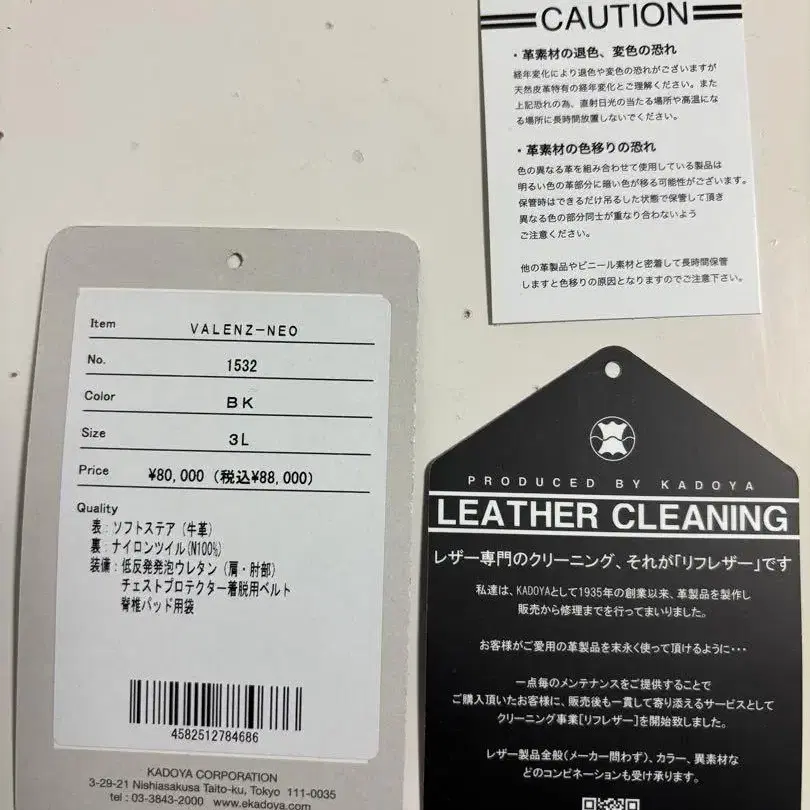 CAUTION
・革素材の退色、変色の恐れ
経年変化により退色や変色の恐れがございますが
天然皮革特有の経年変化とご理解ください。また
上記恐れの為、直射日光の当たる場所や高温にな
る場所に長時間放置しないでください。
・革素材の色移りの恐れ
色の異なる革を組み合わせて使用している製品は
明るい色の革部分に暗い色が移る可能性がございます。
保管時はできるだけ吊るした状態で保管して頂き
異なる色の部分同士が重なり合わないよう
ご注意ください。
他の革製品やビニール素材と密着して長時間保管
しますと色移りの原因となりますのでご注意下さい。
Item VALENZ-NEO
No. 1532
Color BK
Size 3L
Price ¥80,000 (税込¥88,000)
Quality
表:ソフトステア(牛革)
裏:ナイロンツイル(N100%)
装備:低反発発泡ウレタン(肩・肘部)
チェストプロテクター着脱用ベルト
脊椎パッド用袋
4582512784686
KADOYA CORPORATION
3-29-21 Nishiasakusa Taito-ku, Tokyo 111-0035
tel : 03-3843-2000 www.ekadoya.com
PRODUCED BY KADOYA
LEATHER CLEANING
レザー専門のクリーニング、それが「リフレザー」です
私達は、KADOYAとして1935年の創業以来、革製品を製作し
販売から修理までを行ってまいりました。
お客様がご愛用の革製品を末永く使って頂けるように・・・
一点毎のメンテナンスをご提供することで
ご購入頂いたお客様に、販売後も一貫して寄り添えるサービスとして
クリーニング事業[リフレザー]を開始致しました。
レザー製品全般(メーカー問わず)、カラー、異素材な
どのコンビネーションも受け承ります。